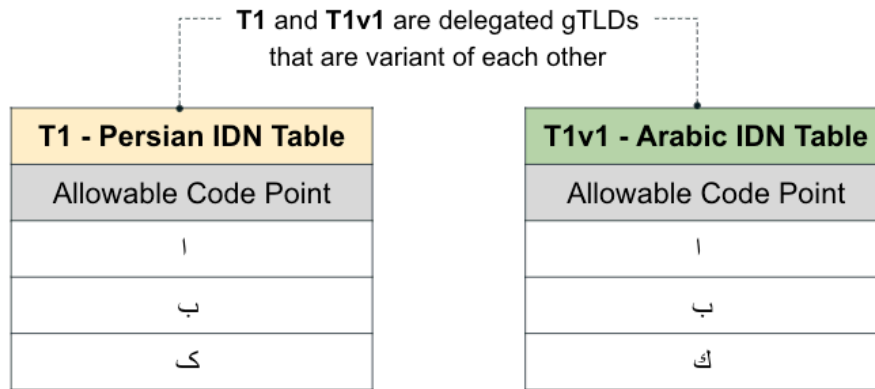 T1 and T1v1 are delegated gTLDs
that are variant of each other
T1 - Persian IDN Table
Allowable Code Point
ا
ب
ک
T1v1 - Arabic IDN Table
Allowable Code Point
ا
ب
ك